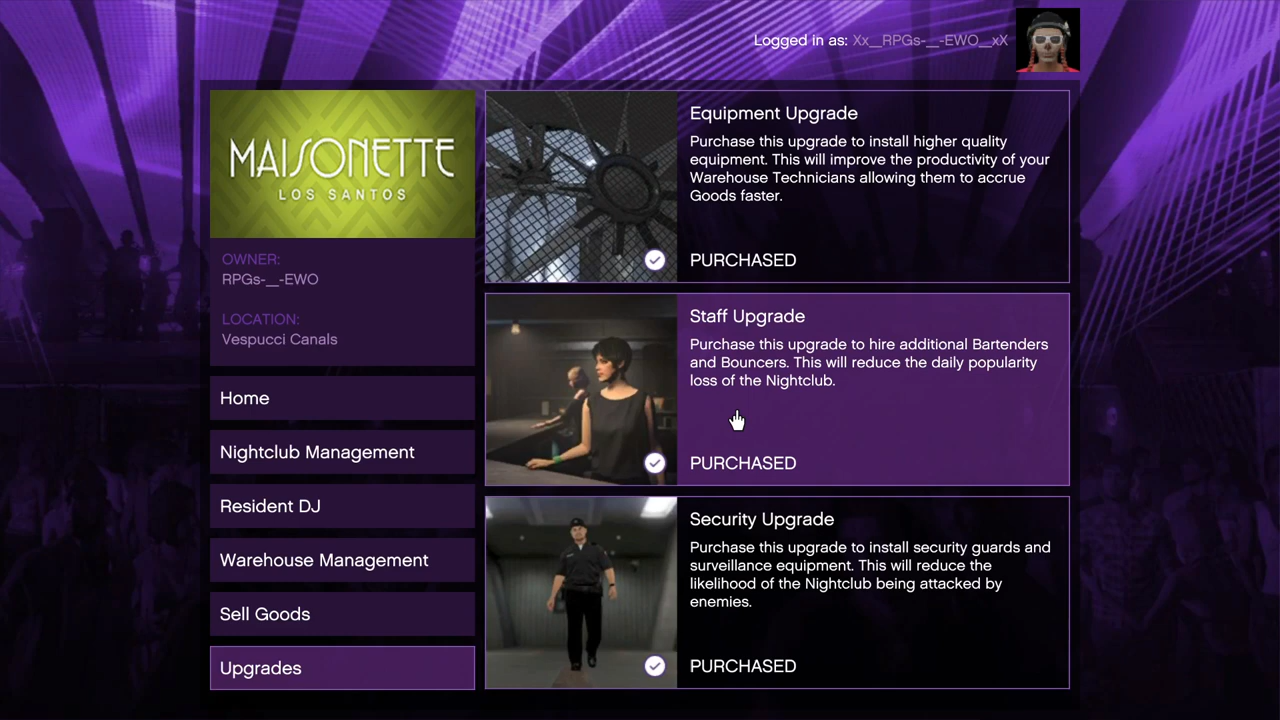 Logged in as: Xx__RPGs-__-EWO__xX
MAISONETTE
LOS SANTOS
OWNER:
RPGs-__-EWO
LOCATION:
Vespucci Canals
Home
Nightclub Management
Resident DJ
Warehouse Management
Sell Goods
Upgrades
Equipment Upgrade
Purchase this upgrade to install higher quality
equipment. This will improve the productivity of your
Warehouse Technicians allowing them to accrue
Goods faster.
PURCHASED
Staff Upgrade
Purchase this upgrade to hire additional Bartenders
and Bouncers. This will reduce the daily popularity
loss of the Nightclub.
PURCHASED
Security Upgrade
Purchase this upgrade to install security guards and
surveillance equipment. This will reduce the
likelihood of the Nightclub being attacked by
enemies.
PURCHASED